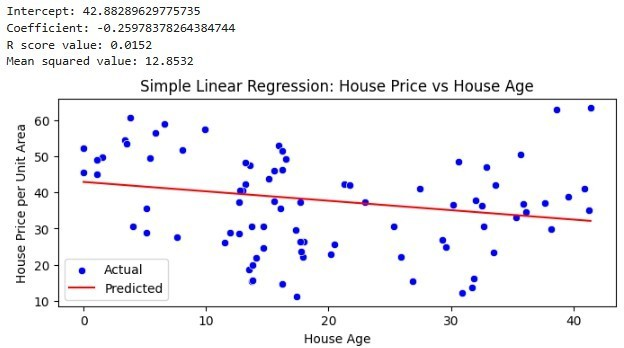 Intercept: 42.88289629775735
Coefficient: -0.25978378264384744
R score value: 0.0152
Mean squared value: 12.8532
Simple Linear Regression: House Price vs House Age
House Price per Unit Area
60
50
40
30
20
10
Actual
Predicted
0
10
20
30
40
House Age